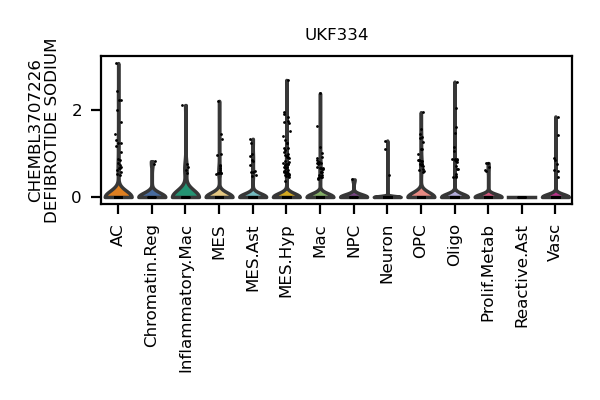 UKF334
CHEMBL3707226
DEFIBROTIDE SODIUM
2
0
AC
Chromatin.Reg
Inflammatory.Mac
MES
MES.Ast
MES.Hyp
Mac
NPC
Neuron
OPC
Oligo
Prolif.Metab
Reactive.Ast
Vasc